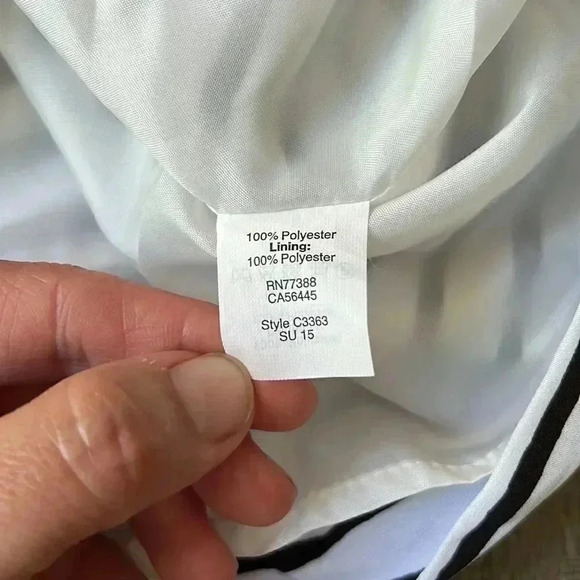 100% Polyester
Lining:
100% Polyester
RN77388
CA56445
Style C3363
SU 15